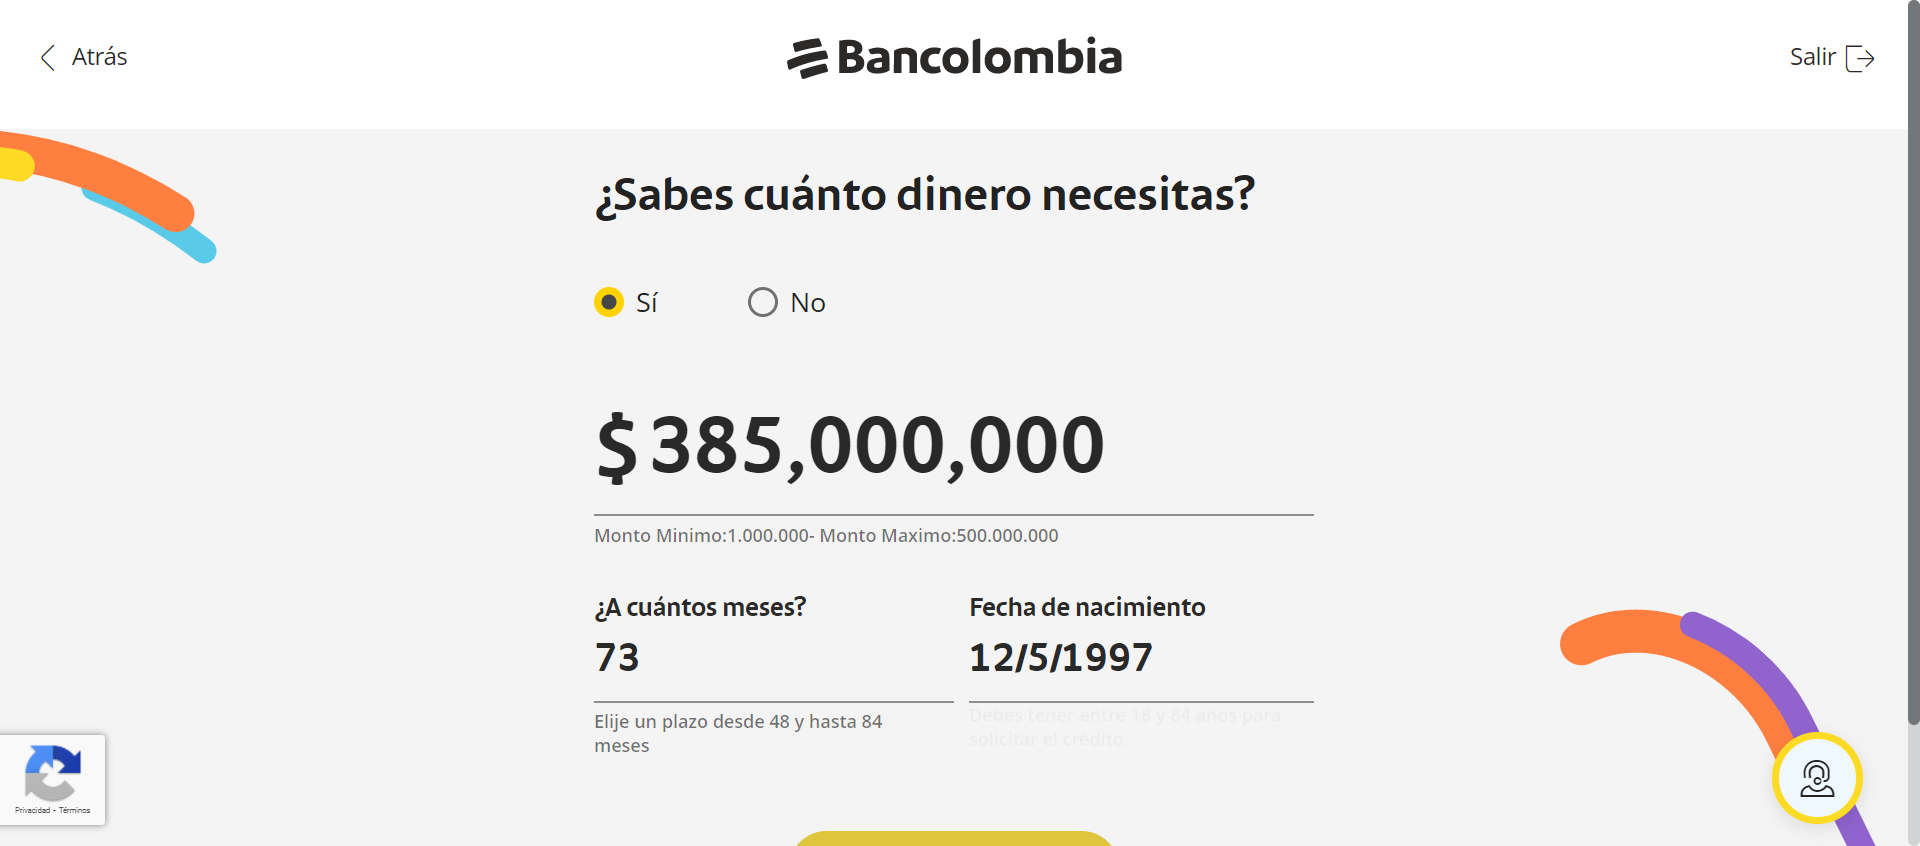 Atrás
Bancolombia
Salir
¿Sabes cuánto dinero necesitas?
Sí
No
$ 385,000,000
Monto Minimo:1.000.000- Monto Maximo:500.000.000
¿A cuántos meses?
Fecha de nacimiento
73
12/5/1997
Elije un plazo desde 48 y hasta 84
meses
Debes tener entre 18 y 84 años para
solicitar el crédito.
Privacidad - Términos